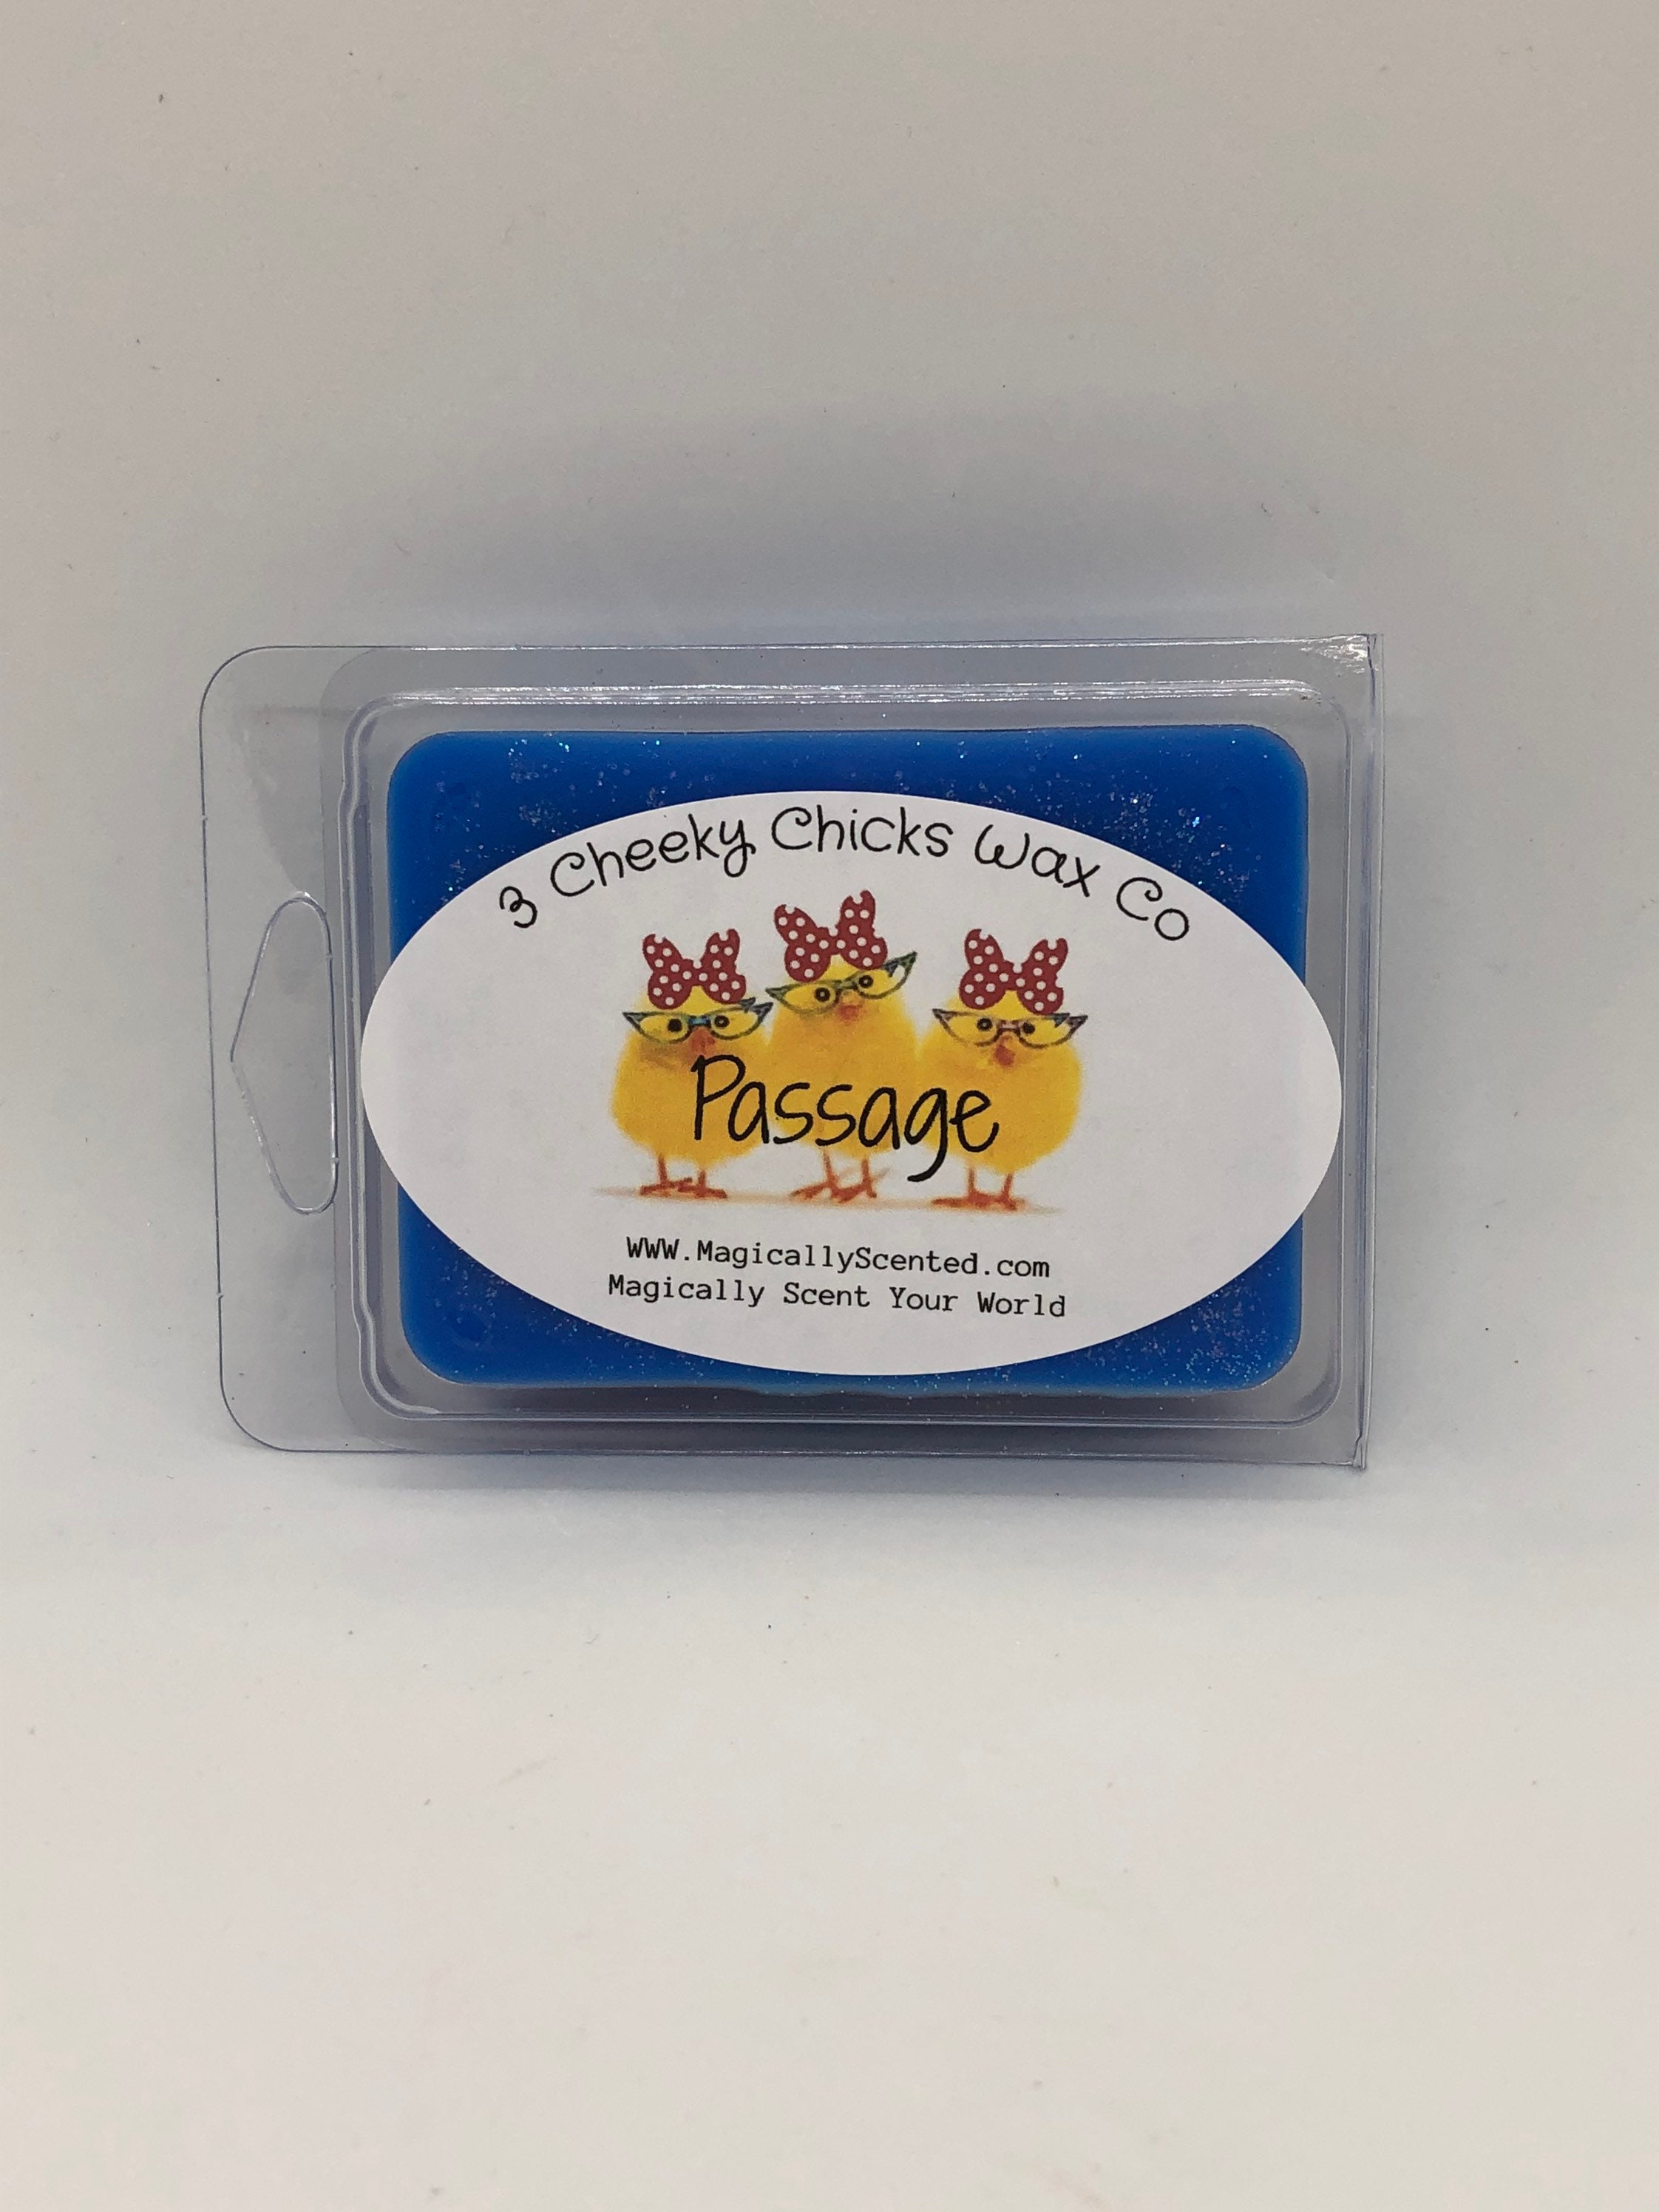 3 Cheeky Chicks Wax Co
Passage
WWW.MagicallyScented.com
Magically Scent Your World